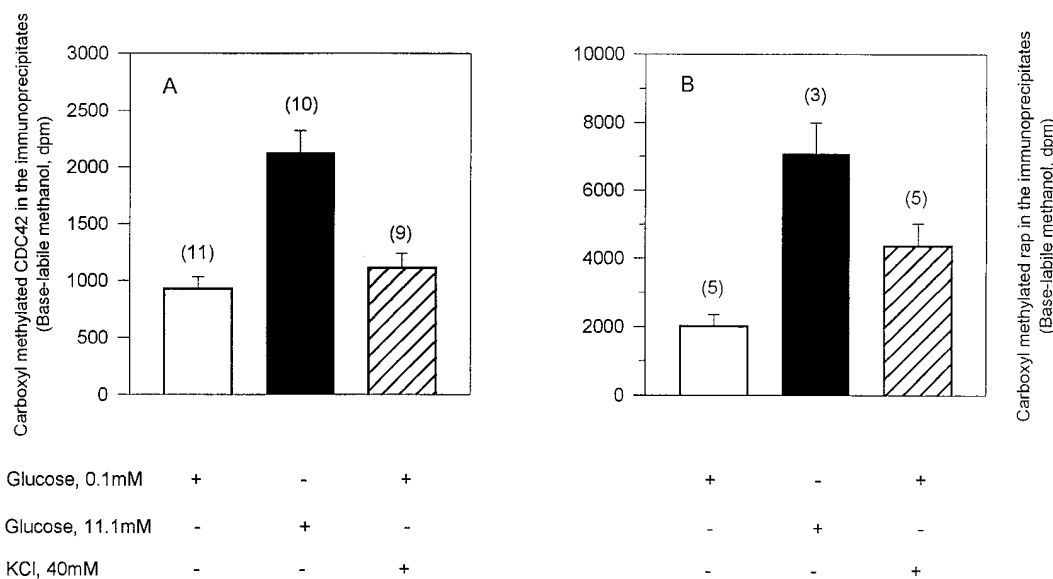 Carboxyl methylated CDC42 in the immunoprecipitates
(Base-labile methanol, dpm)
3000
2500
2000
1500
1000
500
0
A
(11)
(10)
(9)
10000
8000
6000
4000
2000
0
B
(5)
(3)
(5)
Carboxyl methylated rap in the immunoprecipitates
(Base-labile methanol, dpm)
Glucose, 0.1mM + - + + - +
Glucose, 11.1mM - + - - + -
KCl, 40mM - - + - - +